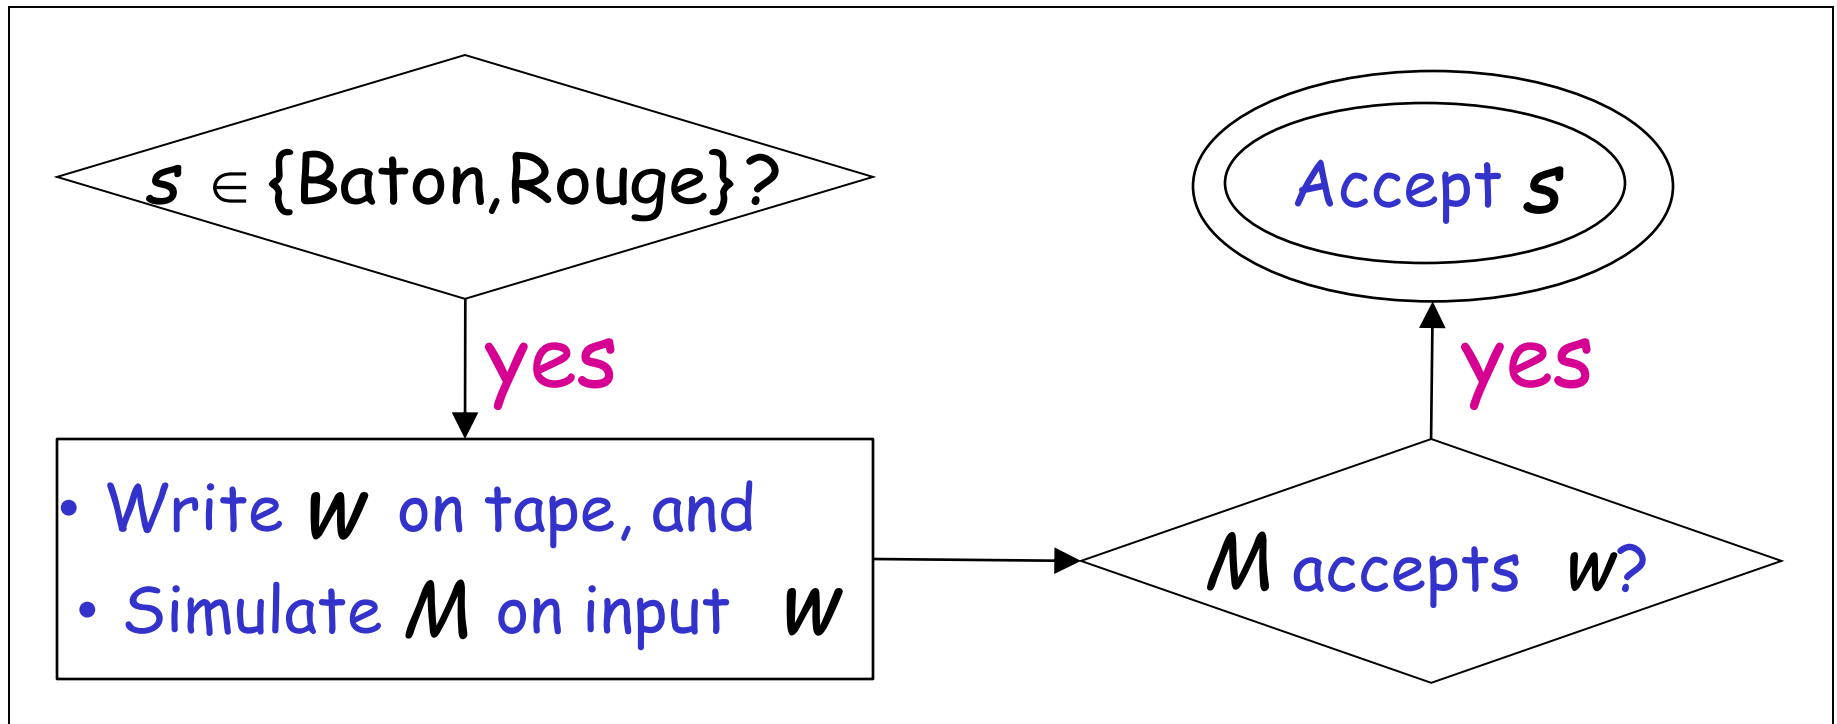 s ∈ {Baton,Rouge}?
yes
• Write w on tape, and
• Simulate M on input w
M accepts w?
yes
Accept s